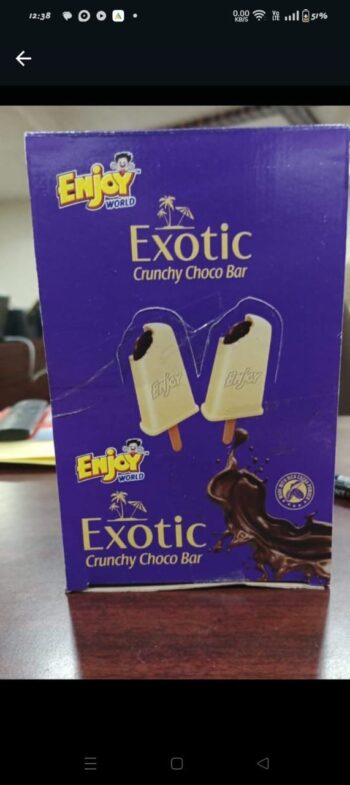 12:38
0.00
KB/S
51%
Enjoy
WORLD
Exotic
Crunchy Choco Bar
Enjoy
Enjoy
Enjoy
WORLD
Exotic
Crunchy Choco Bar